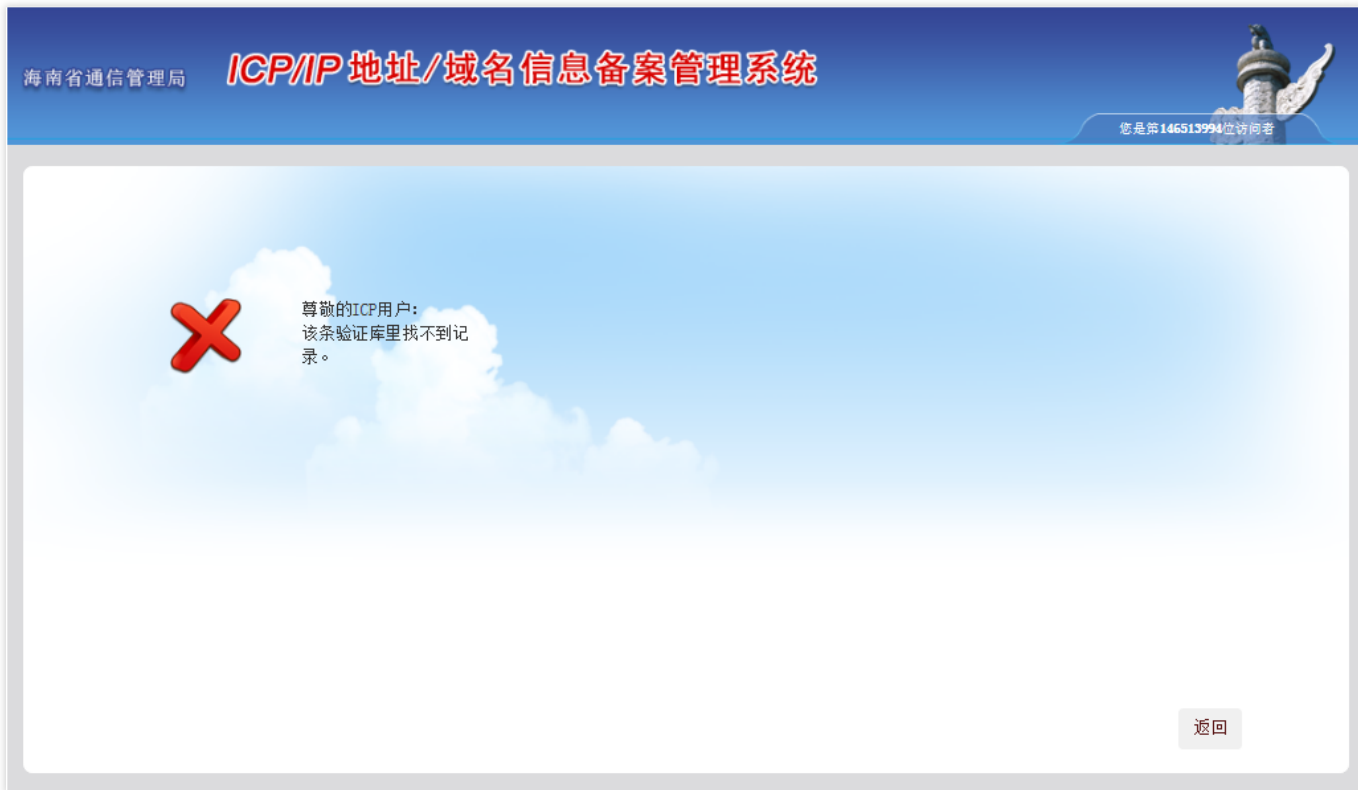 海南省通信管理局 ICP/IP地址/域名信息备案管理系统
您是第146513994位访问者
尊敬的ICP用户:
该条验证库里找不到记
录。
返回